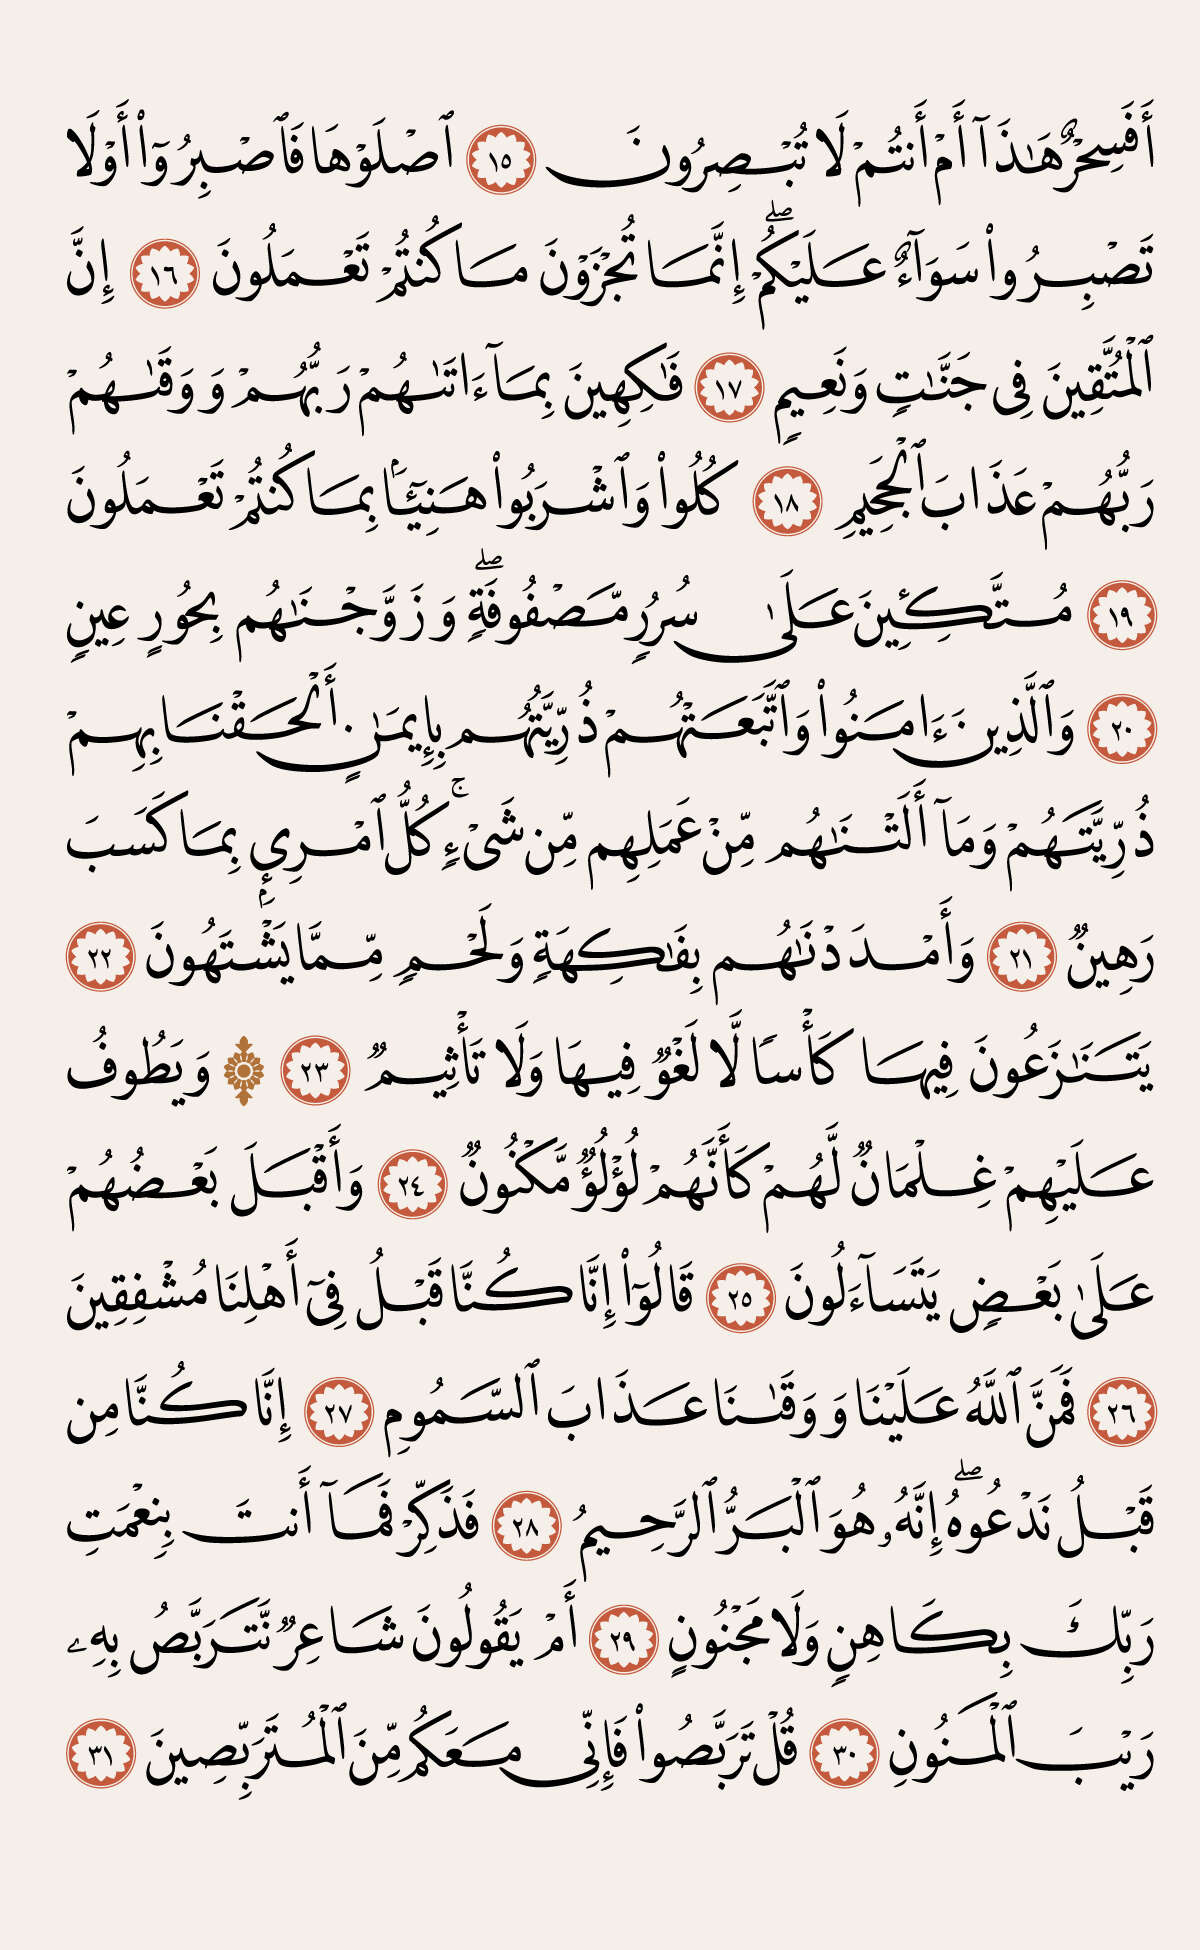 أَفَسِحْرٌ هَٰذَآ أَمْ أَنتُمْ لَا تُبْصِرُونَ ١٥ ٱصْلَوْهَا فَٱصْبِرُوٓا۟ أَوْ لَا
تَصْبِرُوا۟ سَوَآءٌ عَلَيْكُمْ ۖ إِنَّمَا تُجْزَوْنَ مَا كُنتُمْ تَعْمَلُونَ ١٦ إِنَّ
ٱلْمُتَّقِينَ فِى جَنَّٰتٍ وَنَعِيمٍ ١٧ فَٰكِهِينَ بِمَآ ءَاتَىٰهُمْ رَبُّهُمْ وَوَقَىٰهُمْ
رَبُّهُمْ عَذَابَ ٱلْجَحِيمِ ١٨ كُلُوا۟ وَٱشْرَبُوا۟ هَنِيٓـًٔۢا بِمَا كُنتُمْ تَعْمَلُونَ
١٩ مُتَّكِـِٔينَ عَلَىٰ سُرُرٍ مَّصْفُوفَةٍ ۖ وَزَوَّجْنَٰهُم بِحُورٍ عِينٍ
٢٠ وَٱلَّذِينَ ءَامَنُوا۟ وَٱتَّبَعَتْهُمْ ذُرِّيَّتُهُم بِإِيمَٰنٍ أَلْحَقْنَا بِهِمْ
ذُرِّيَّتَهُمْ وَمَآ أَلَتْنَٰهُم مِّنْ عَمَلِهِم مِّن شَىْءٍ ۚ كُلُّ ٱمْرِئٍۭ بِمَا كَسَبَ
رَهِينٌ ٢١ وَأَمْدَدْنَٰهُم بِفَٰكِهَةٍ وَلَحْمٍ مِّمَّا يَشْتَهُونَ ٢٢
يَتَنَٰزَعُونَ فِيهَا كَأْسًا لَّا لَغْوٌ فِيهَا وَلَا تَأْثِيمٌ ٢٣ ۞ وَيَطُوفُ
عَلَيْهِمْ غِلْمَانٌ لَّهُمْ كَأَنَّهُمْ لُؤْلُؤٌ مَّكْنُونٌ ٢٤ وَأَقْبَلَ بَعْضُهُمْ
عَلَىٰ بَعْضٍ يَتَسَآءَلُونَ ٢٥ قَالُوٓا۟ إِنَّا كُنَّا قَبْلُ فِىٓ أَهْلِنَا مُشْفِقِينَ
٢٦ فَمَنَّ ٱللَّهُ عَلَيْنَا وَوَقَىٰنَا عَذَابَ ٱلسَّمُومِ ٢٧ إِنَّا كُنَّا مِن
قَبْلُ نَدْعُوهُ ۖ إِنَّهُۥ هُوَ ٱلْبَرُّ ٱلرَّحِيمُ ٢٨ فَذَكِّرْ فَمَآ أَنتَ بِنِعْمَتِ
رَبِّكَ بِكَاهِنٍ وَلَا مَجْنُونٍ ٢٩ أَمْ يَقُولُونَ شَاعِرٌ نَّتَرَبَّصُ بِهِۦ
رَيْبَ ٱلْمَنُونِ ٣٠ قُلْ تَرَبَّصُوا۟ فَإِنِّى مَعَكُم مِّنَ ٱلْمُتَرَبِّصِينَ ٣١